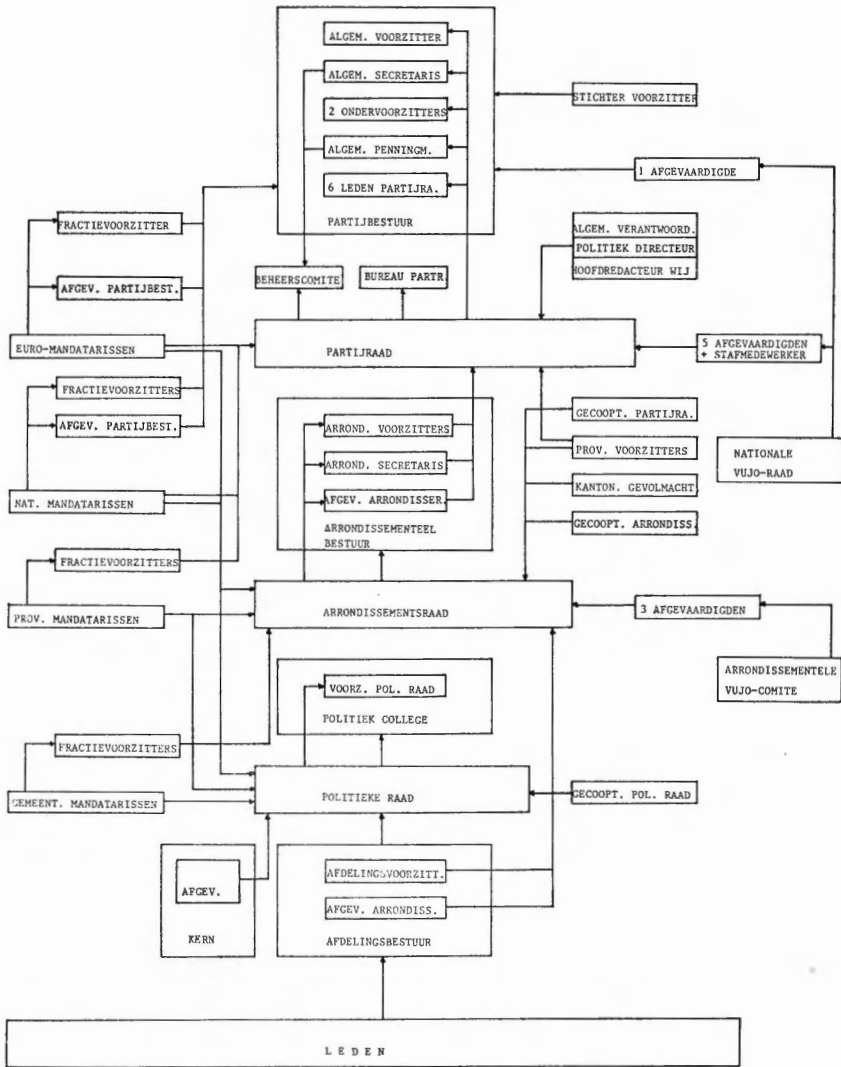 ALGEM. VOORZITTER
ALGEM. SECRETARIS
2 ONDERVOORZITTERS
ALGEM. PENNINGM.
6 LEDEN PARTIJRA.
PARTIJBESTUUR
STICHTER VOORZITTER
1 AFGEVAARDIGDE
FRACTIEVOORZITTER
AFGEV. PARTIJBEST.
EURO-MANDATARISSEN
ALGEM. VERANTWOORD.
POLITIEK DIRECTEUR
HOOFDREDACTEUR WIJ
BEHEERSCOMITE
BUREAU PARTR.
PARTIJRAAD
5 AFGEVAARDIGDEN
+ STAFMEDEWERKER
FRACTIEVOORZITTERS
AFGEV. PARTIJBEST.
NAT. MANDATARISSEN
ARROND. VOORZITTERS
ARROND. SECRETARIS
AFGEV. ARRONDISSER.
ARRONDISSEMENTEEL
BESTUUR
GECOOPT. PARTIJRA.
PROV. VOORZITTERS
KANTON. GEVOLMACHT.
GECOOPT. ARRONDISS.
NATIONALE
VUJO-RAAD
FRACTIEVOORZITTERS
PROV. MANDATARISSEN
ARRONDISSEMENTSRAAD
3 AFGEVAARDIGDEN
ARRONDISSEMENTELE
VUJO-COMITE
VOORZ. POL. RAAD
POLITIEK COLLEGE
FRACTIEVOORZITTERS
GEMEENT. MANDATARISSEN
POLITIEKE RAAD
GECOOPT. POL. RAAD
AFGEV.
KERN
AFDELINGSVOORZITT.
AFGEV. ARRONDISS.
AFDELINGSBESTUUR
L E D E N